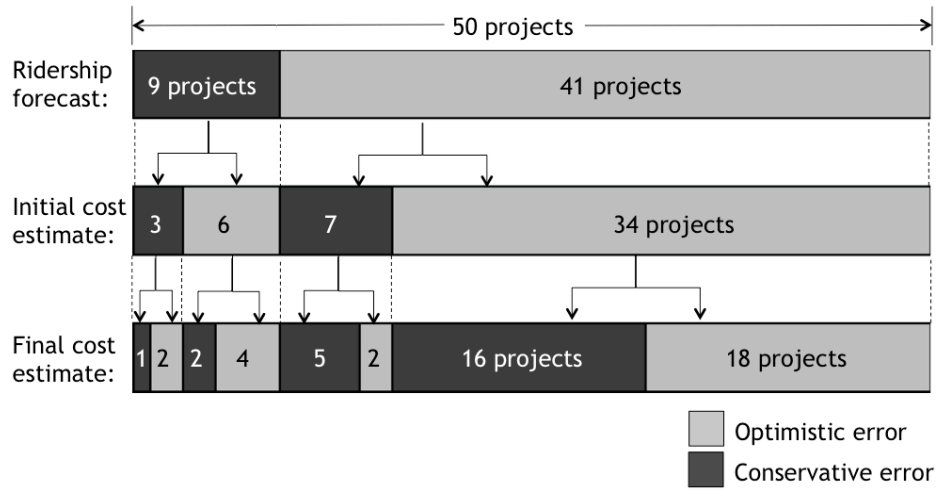 50 projects
Ridership
forecast:
9 projects
41 projects
Initial cost
estimate:
3
6
7
34 projects
Final cost
estimate:
1
2
2
4
5
2
16 projects
18 projects
Optimistic error
Conservative error